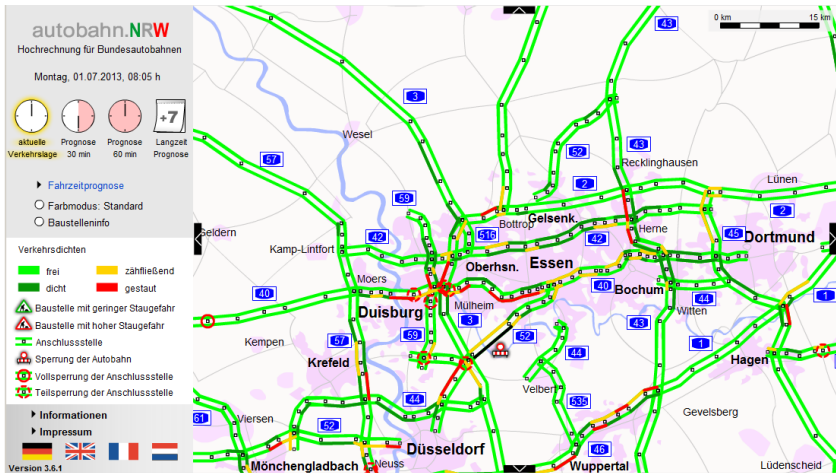 autobahn.NRW
Hochrechnung für Bundesautobahnen
Montag, 01.07.2013, 08:05 h
+7
aktuelle Verkehrslage
Prognose 30 min
Prognose 60 min
Langzeit Prognose
Fahrzeitprognose
Farbmodus: Standard
Baustelleninfo
Verkehrsdichten
frei
zähfließend
dicht
gestaut
Baustelle mit geringer Staugefahr
Baustelle mit hoher Staugefahr
Anschlussstelle
Sperrung der Autobahn
Vollsperrung der Anschlussstelle
Teilsperrung der Anschlussstelle
Informationen
Impressum
Version 3.6.1
0 km
15 km
43
3
Wesel
43
52
Recklinghausen
57
2
Lünen
59
Gelsenk.
2
Geldern
Bottrop
42
516
42
Herne
45
Dortmund
Kamp-Lintfort
Oberhsn.
Essen
Moers
40
Bochum
40
44
Mülheim
Duisburg
1
Witten
3
43
Kempen
59
52
57
1
44
Hagen
Krefeld
Velbert
44
535
Gevelsberg
61
Viersen
52
Düsseldorf
46
Mönchengladbach
Neuss
Wuppertal
Lüdenscheid